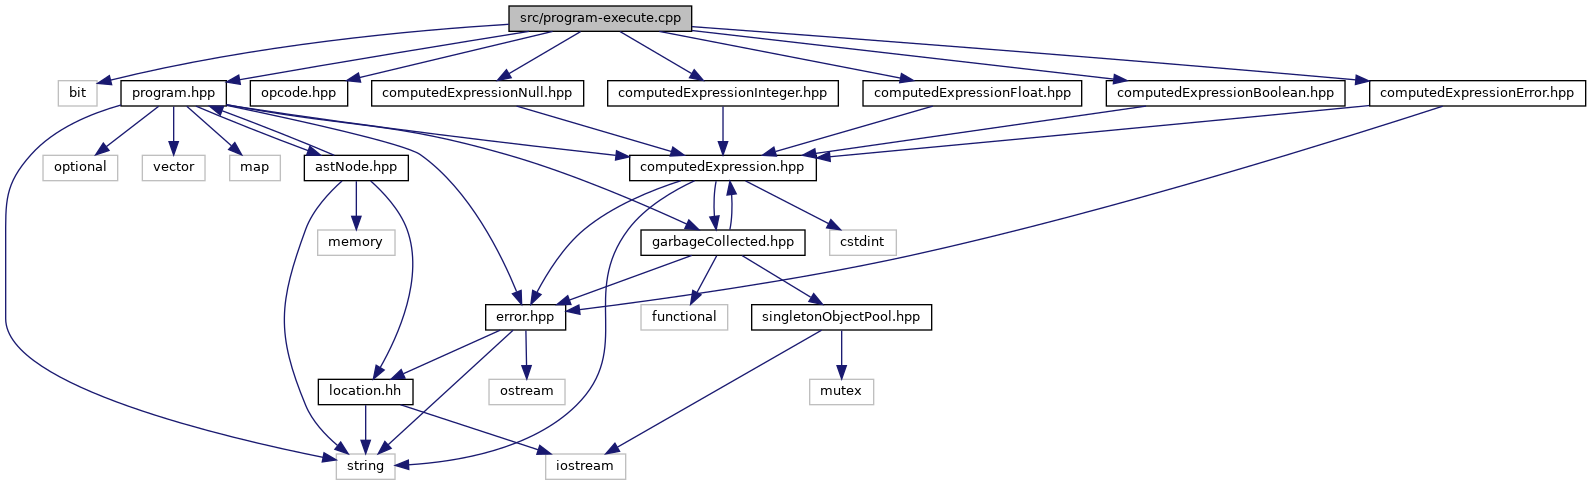 src/program-execute.cpp
bit
program.hpp
opcode.hpp
computedExpressionNull.hpp
computedExpressionInteger.hpp
computedExpressionFloat.hpp
computedExpressionBoolean.hpp
computedExpressionError.hpp
optional
vector
map
astNode.hpp
computedExpression.hpp
memory
garbageCollected.hpp
cstdint
error.hpp
functional
singletonObjectPool.hpp
location.hh
ostream
mutex
string
iostream